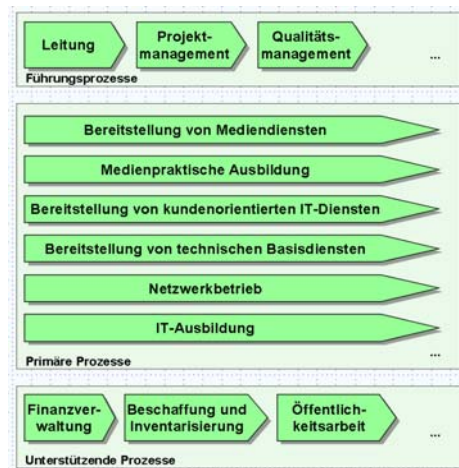 Leitung
Projekt-
management
Qualitäts-
management
...
Führungsprozesse
Bereitstellung von Mediendiensten
Medienpraktische Ausbildung
Bereitstellung von kundenorientierten IT-Diensten
Bereitstellung von technischen Basisdiensten
Netzwerkbetrieb
IT-Ausbildung
...
Primäre Prozesse
Finanzver-
waltung
Beschaffung und
Inventarisierung
Öffentlich-
keitsarbeit
...
Unterstützende Prozesse